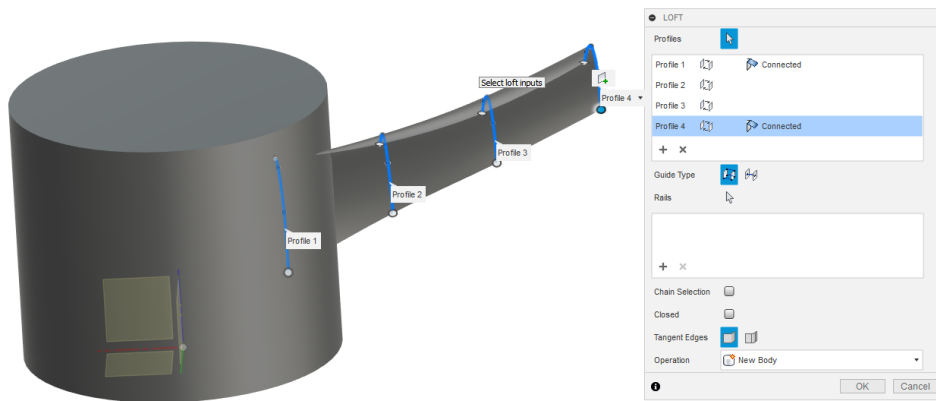 LOFT
Profiles
Profile 1 Connected
Profile 2
Profile 3
Profile 4 Connected
Guide Type
Rails
Chain Selection
Closed
Tangent Edges
Operation New Body
OK Cancel
Select loft inputs
Profile 4
Profile 3
Profile 2
Profile 1